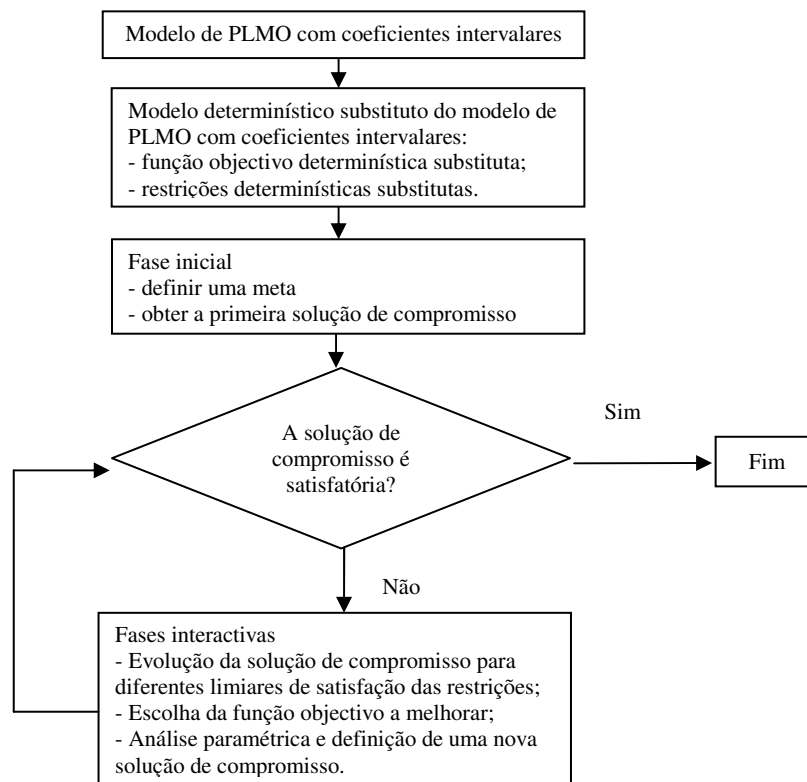 Modelo de PLMO com coeficientes intervalares
Modelo determinístico substituto do modelo de
PLMO com coeficientes intervalares:
- função objectivo determinística substituta;
- restrições determinísticas substitutas.
Fase inicial
- definir uma meta
- obter a primeira solução de compromisso
A solução de
compromisso é
satisfatória?
Sim
Fim
Não
Fases interactivas
- Evolução da solução de compromisso para
diferentes limiares de satisfação das restrições;
- Escolha da função objectivo a melhorar;
- Análise paramétrica e definição de uma nova
solução de compromisso.